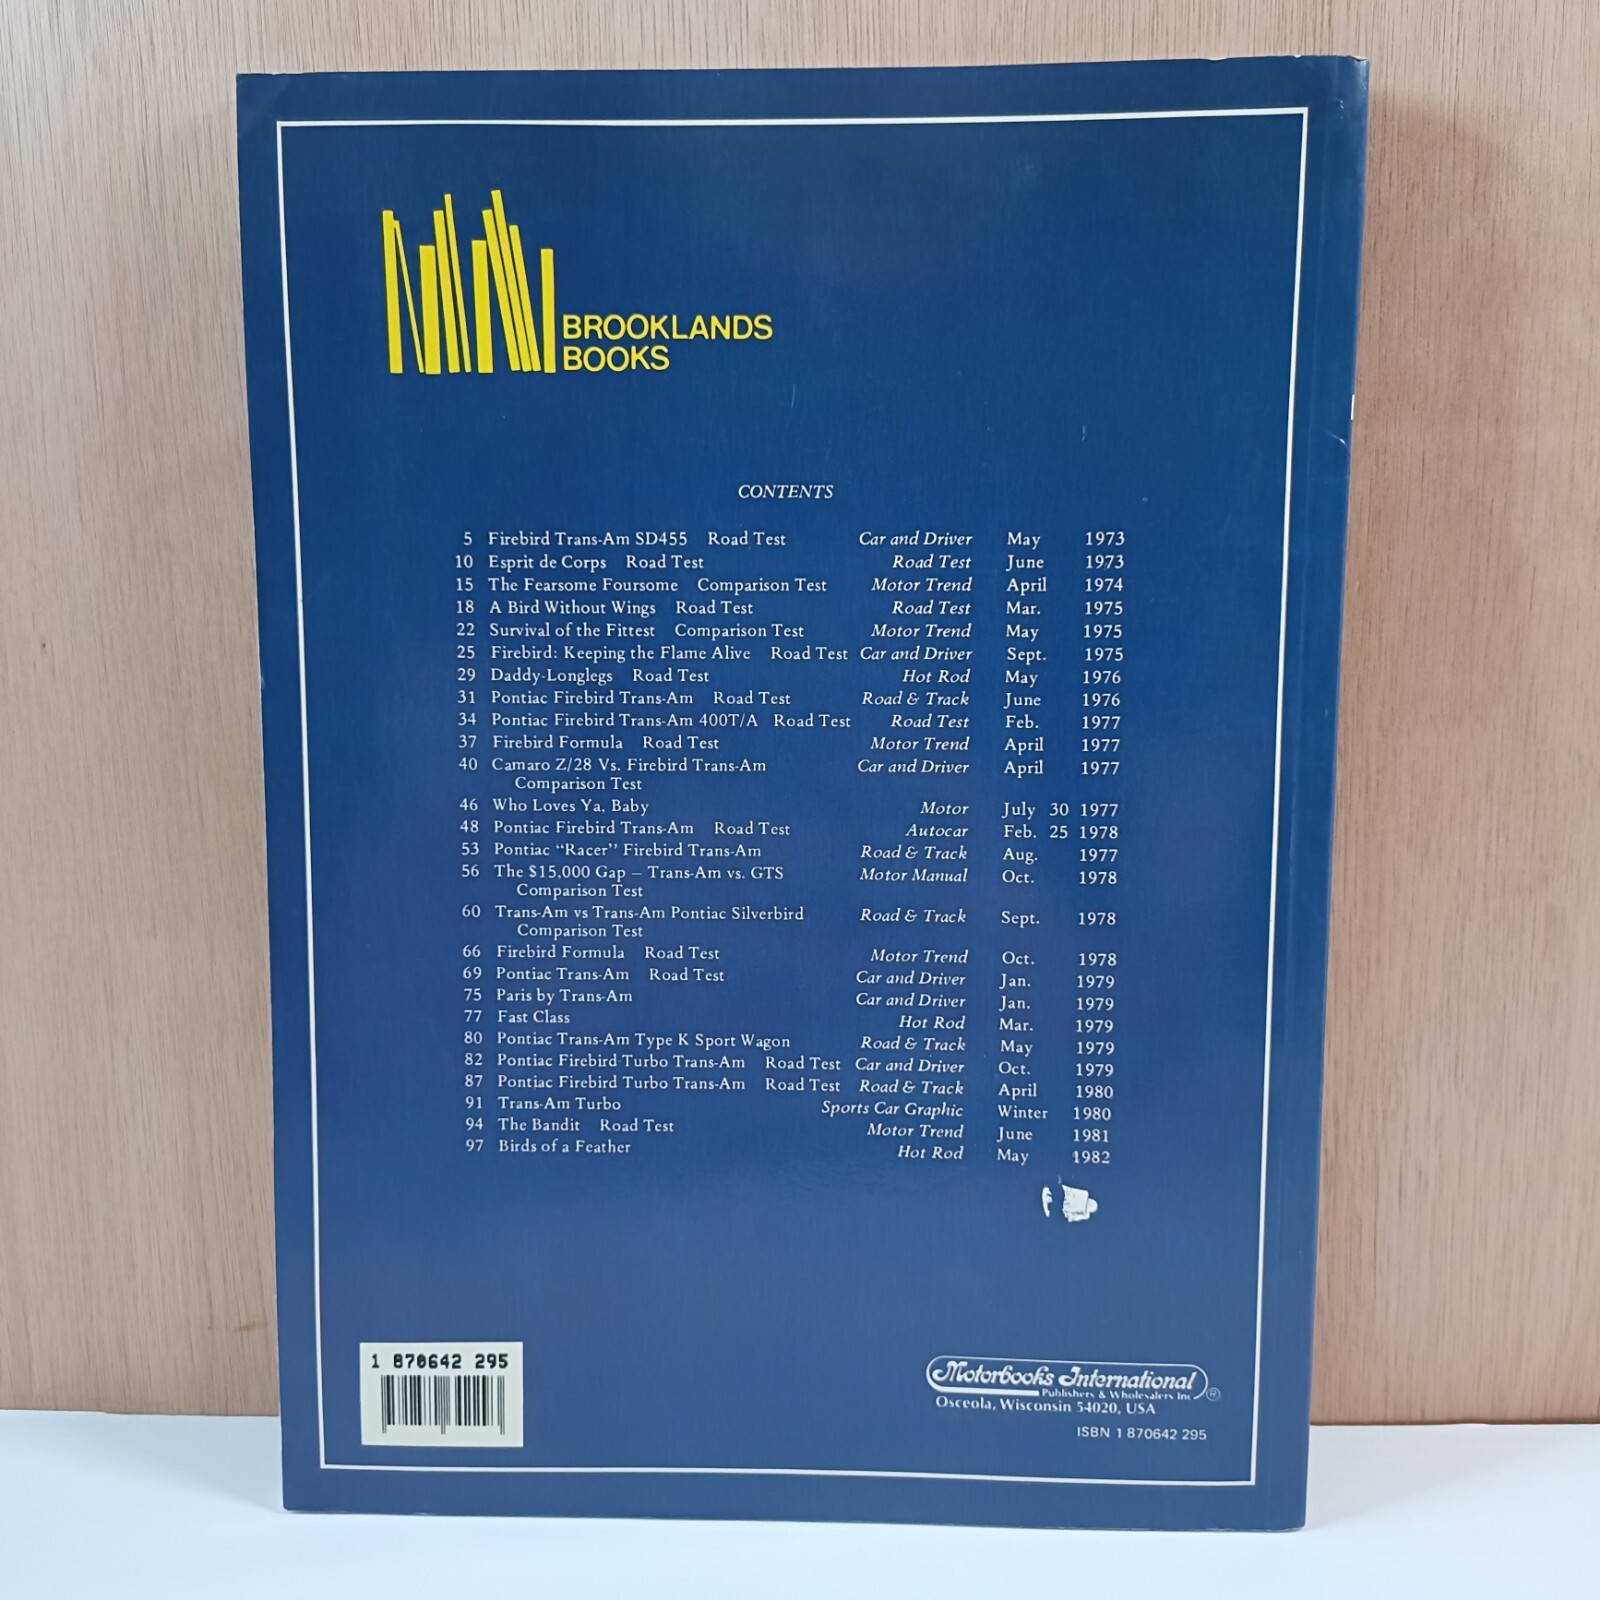 BROOKLANDS
BOOKS
CONTENTS
5 Firebird Trans-Am SD455 Road Test Car and Driver May 1973
10 Esprit de Corps Road Test Road Test June 1973
15 The Fearsome Foursome Comparison Test Motor Trend April 1974
18 A Bird Without Wings Road Test Road Test Mar. 1975
22 Survival of the Fittest Comparison Test Motor Trend May 1975
25 Firebird: Keeping the Flame Alive Road Test Car and Driver Sept. 1975
29 Daddy-Longlegs Road Test Hot Rod May 1976
31 Pontiac Firebird Trans-Am Road Test Road & Track June 1976
34 Pontiac Firebird Trans-Am 400T/A Road Test Road Test Feb. 1977
37 Firebird Formula Road Test Motor Trend April 1977
40 Camaro Z/28 Vs. Firebird Trans-Am Car and Driver April 1977
Comparison Test
46 Who Loves Ya, Baby Motor July 30 1977
48 Pontiac Firebird Trans-Am Road Test Autocar Feb. 25 1978
53 Pontiac “Racer” Firebird Trans-Am Road & Track Aug. 1977
56 The $15,000 Gap – Trans-Am vs. GTS Motor Manual Oct. 1978
Comparison Test
60 Trans-Am vs Trans-Am Pontiac Silverbird Road & Track Sept. 1978
Comparison Test
66 Firebird Formula Road Test Motor Trend Oct. 1978
69 Pontiac Trans-Am Road Test Car and Driver Jan. 1979
75 Paris by Trans-Am Car and Driver Jan. 1979
77 Fast Class Hot Rod Mar. 1979
80 Pontiac Trans-Am Type K Sport Wagon Road & Track May 1979
82 Pontiac Firebird Turbo Trans-Am Road Test Car and Driver Oct. 1979
87 Pontiac Firebird Turbo Trans-Am Road Test Road & Track April 1980
91 Trans-Am Turbo Sports Car Graphic Winter 1980
94 The Bandit Road Test Motor Trend June 1981
97 Birds of a Feather Hot Rod May 1982
1 870642 295
Motorbooks International
Publishers & Wholesalers Inc ®
Osceola, Wisconsin 54020, USA
ISBN 1 870642 295